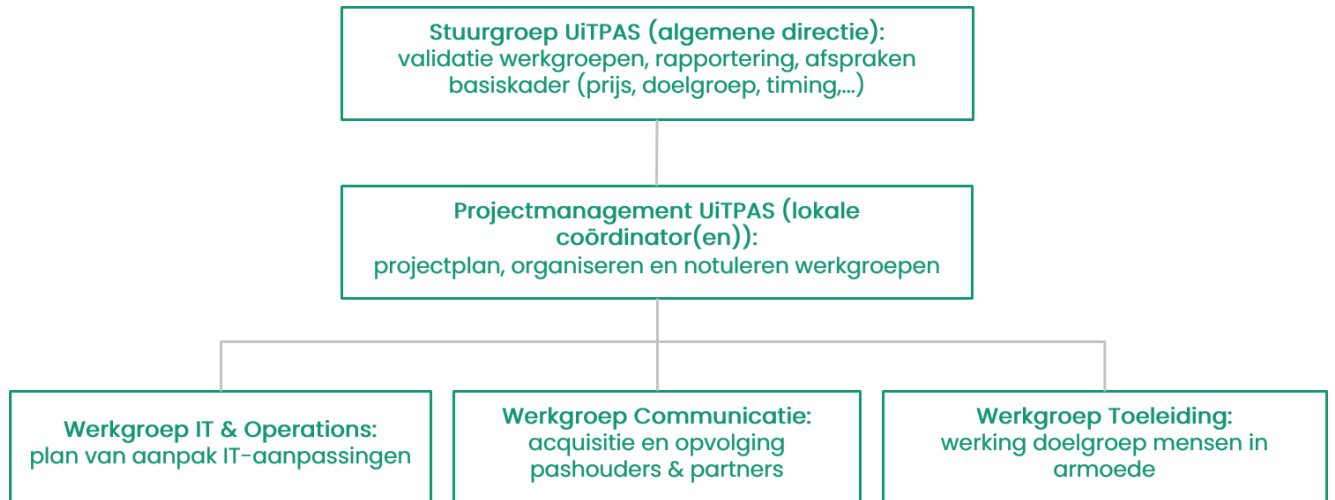 Stuurgroep UiTPAS (algemene directie):
validatie werkgroepen, rapportering, afspraken
basiskader (prijs, doelgroep, timing,...)
Projectmanagement UiTPAS (lokale
coördinator(en)):
projectplan, organiseren en notuleren werkgroepen
Werkgroep IT & Operations:
plan van aanpak IT-aanpassingen
Werkgroep Communicatie:
acquisitie en opvolging
pashouders & partners
Werkgroep Toeleiding:
werking doelgroep mensen in
armoede